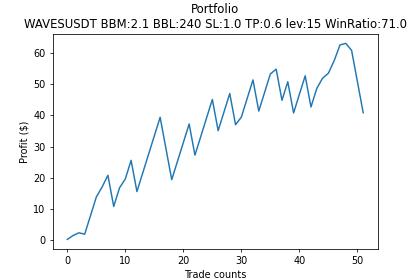 Portfolio
WAVESUSDT BBM:2.1 BBL:240 SL:1.0 TP:0.6 lev:15 WinRatio:71.0
60
50
40
30
20
10
0
Profit ($)
0 10 20 30 40 50
Trade counts